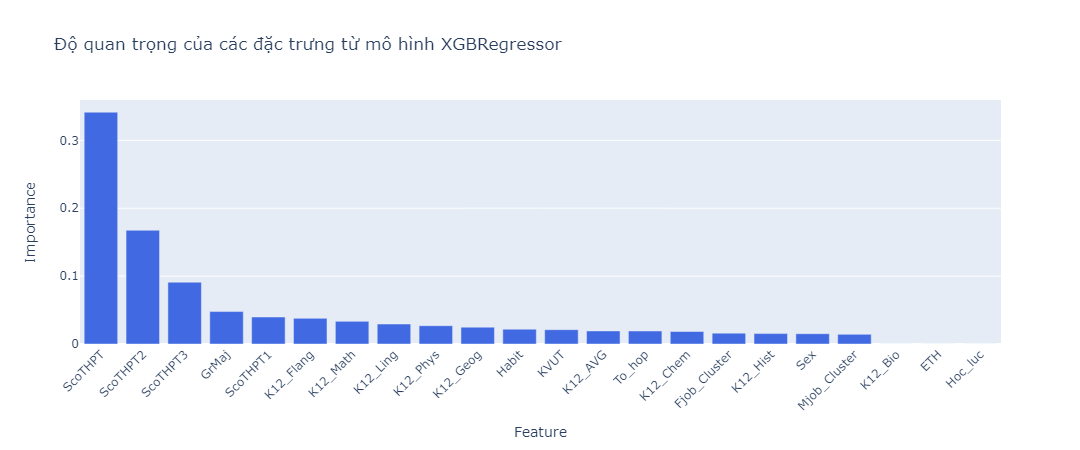 Độ quan trọng của các đặc trưng từ mô hình XGBRegressor
Importance
0.3
0.2
0.1
0
ScoTHPT
ScoTHPT2
ScoTHPT3
GrMaj
ScoTHPT1
K12_Flang
K12_Math
K12_Ling
K12_Phys
K12_Geog
Habit
KVUT
K12_AVG
To_hop
K12_Chem
Fjob_Cluster
K12_Hist
Sex
Mjob_Cluster
K12_Bio
ETH
Hoc_luc
Feature